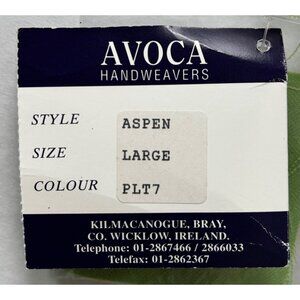 AVOCA
HANDWEAVERS
STYLE ASPEN
SIZE LARGE
COLOUR PLT7
KILMACANOGUE, BRAY,
CO. WICKLOW, IRELAND.
Telephone: 01-2867466 / 2866033
Telefax: 01-2862367